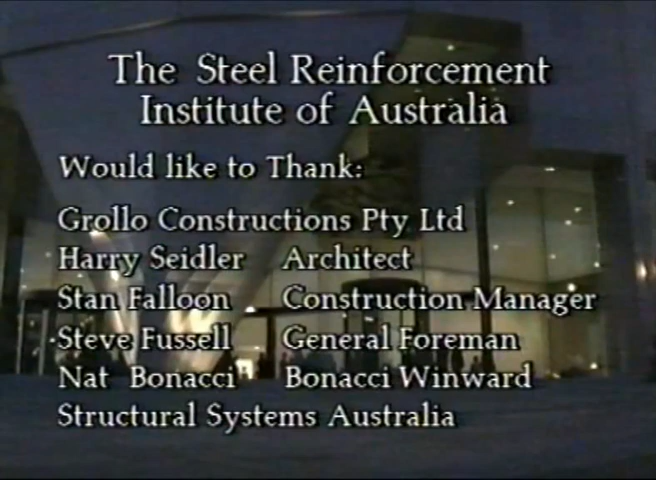 The Steel Reinforcement
Institute of Australia
Would like to Thank:
Grollo Constructions Pty Ltd
Harry Seidler Architect
Stan Falloon Construction Manager
Steve Fussell General Foreman
Nat Bonacci Bonacci Winward
Structural Systems Australia